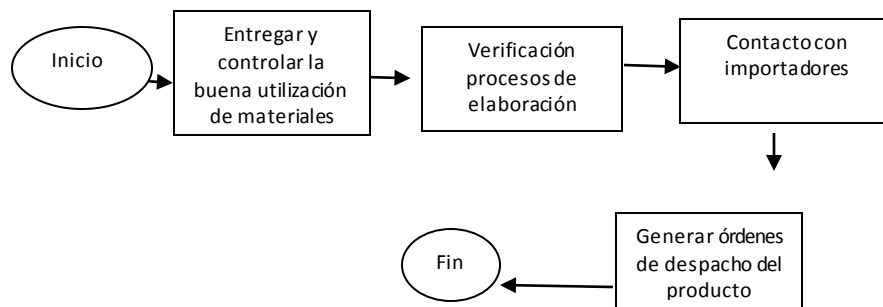 Inicio
Entregar y
controlar la
buena utilización
de materiales
Verificación
procesos de
elaboración
Contacto con
importadores
Generar órdenes
de despacho del
producto
Fin